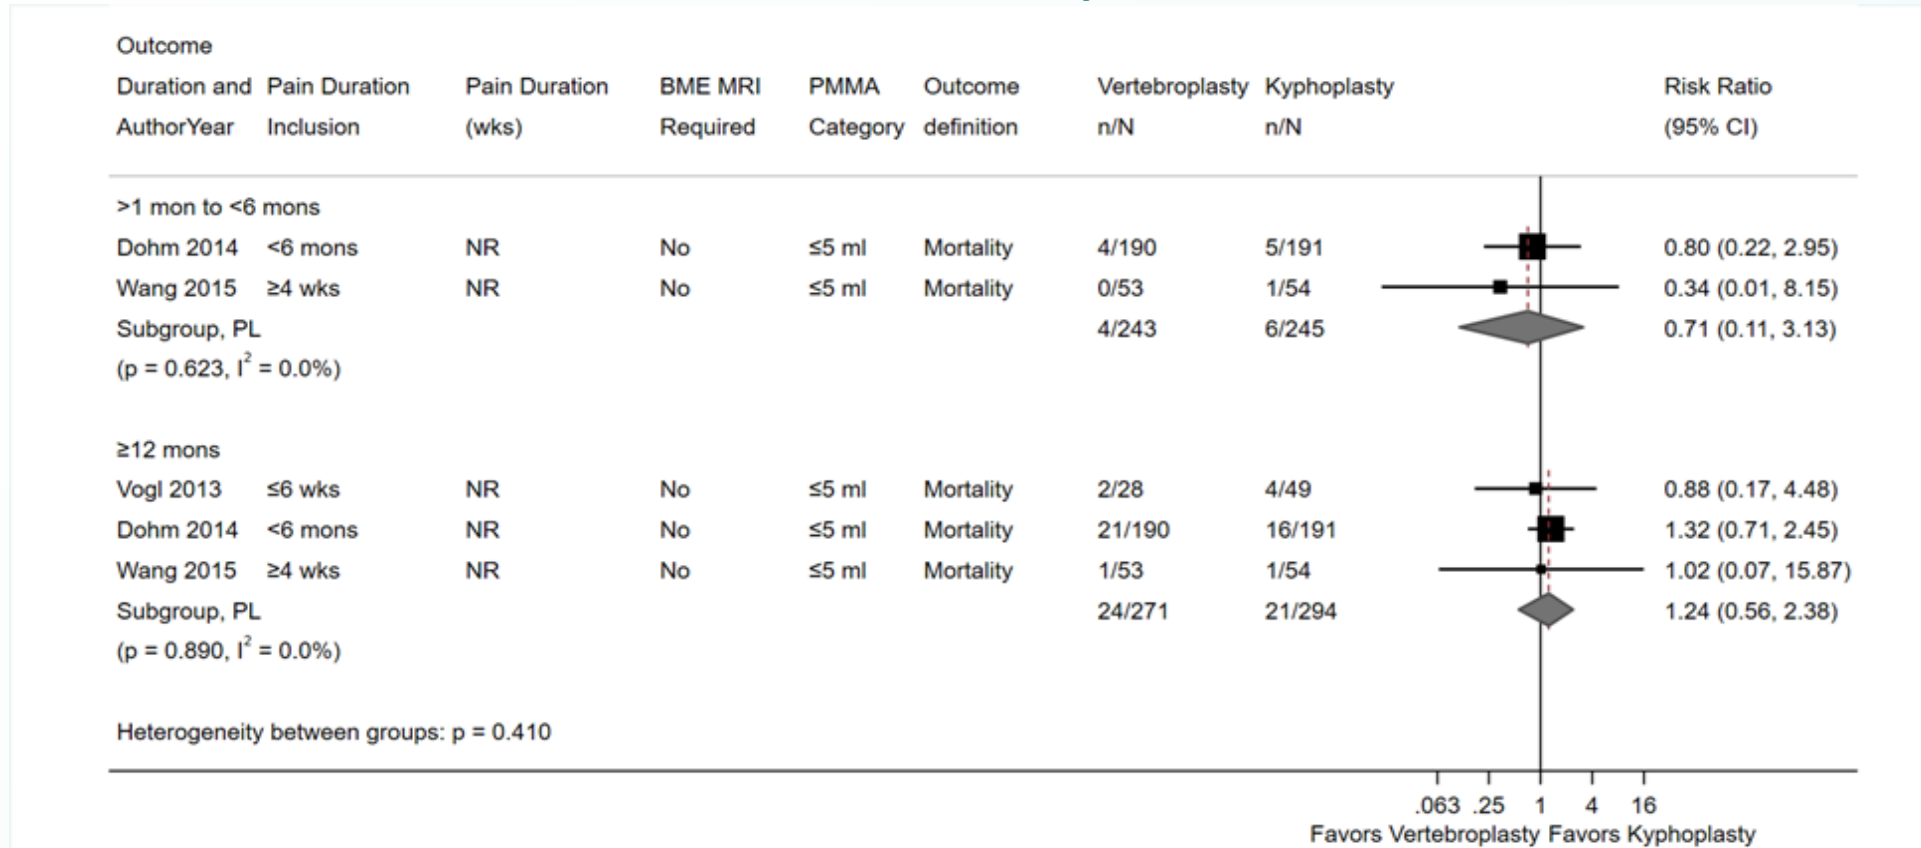 Outcome
Duration and Pain Duration Pain Duration BME MRI PMMA Outcome Vertebroplasty Kyphoplasty Risk Ratio
AuthorYear Inclusion (wks) Required Category definition n/N n/N (95% CI)
>1 mon to <6 mons
Dohm 2014 <6 mons NR No ≤5 ml Mortality 4/190 5/191 0.80 (0.22, 2.95)
Wang 2015 ≥4 wks NR No ≤5 ml Mortality 0/53 1/54 0.34 (0.01, 8.15)
Subgroup, PL 4/243 6/245 0.71 (0.11, 3.13)
(p = 0.623, I² = 0.0%)
≥12 mons
Vogl 2013 ≤6 wks NR No ≤5 ml Mortality 2/28 4/49 0.88 (0.17, 4.48)
Dohm 2014 <6 mons NR No ≤5 ml Mortality 21/190 16/191 1.32 (0.71, 2.45)
Wang 2015 ≥4 wks NR No ≤5 ml Mortality 1/53 1/54 1.02 (0.07, 15.87)
Subgroup, PL 24/271 21/294 1.24 (0.56, 2.38)
(p = 0.890, I² = 0.0%)
Heterogeneity between groups: p = 0.410
.063 .25 1 4 16
Favors Vertebroplasty Favors Kyphoplasty